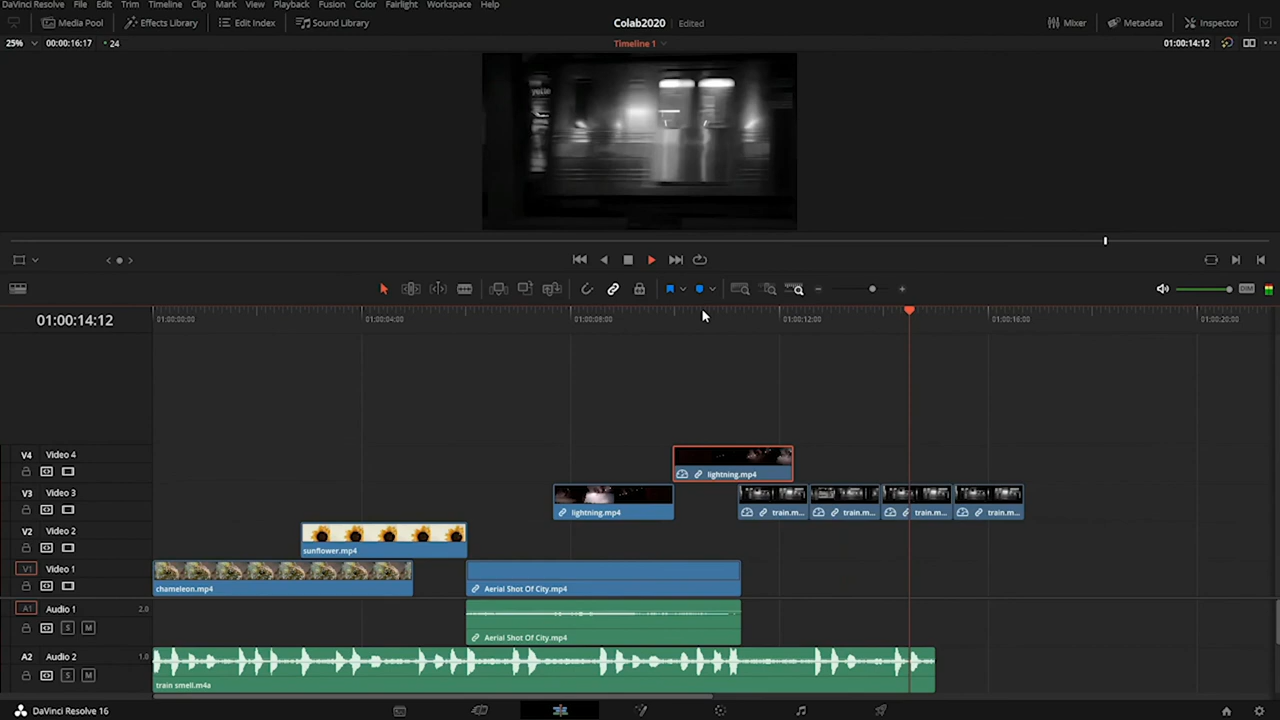 DaVinci Resolve File Edit Trim Timeline Clip Mark View Playback Fusion Color Fairlight Workspace Help
Media Pool Effects Library Edit Index Sound Library Colab2020 Edited Mixer Metadata Inspector
25% 00:00:16:17 24 Timeline 1 01:00:14:12
yello
DIM
01:00:14:12 01:00:00:00 01:00:04:00 01:00:08:00 01:00:12:00 01:00:16:00 01:00:20:00
V4 Video 4
lightning.mp4
V3 Video 3
lightning.mp4 train.m... train.m... train.m... train.m...
V2 Video 2
sunflower.mp4
V1 Video 1
chameleon.mp4 Aerial Shot Of City.mp4
A1 Audio 1 2.0
S M Aerial Shot Of City.mp4
A2 Audio 2 1.0
S M
train smell.m4a
DaVinci Resolve 16